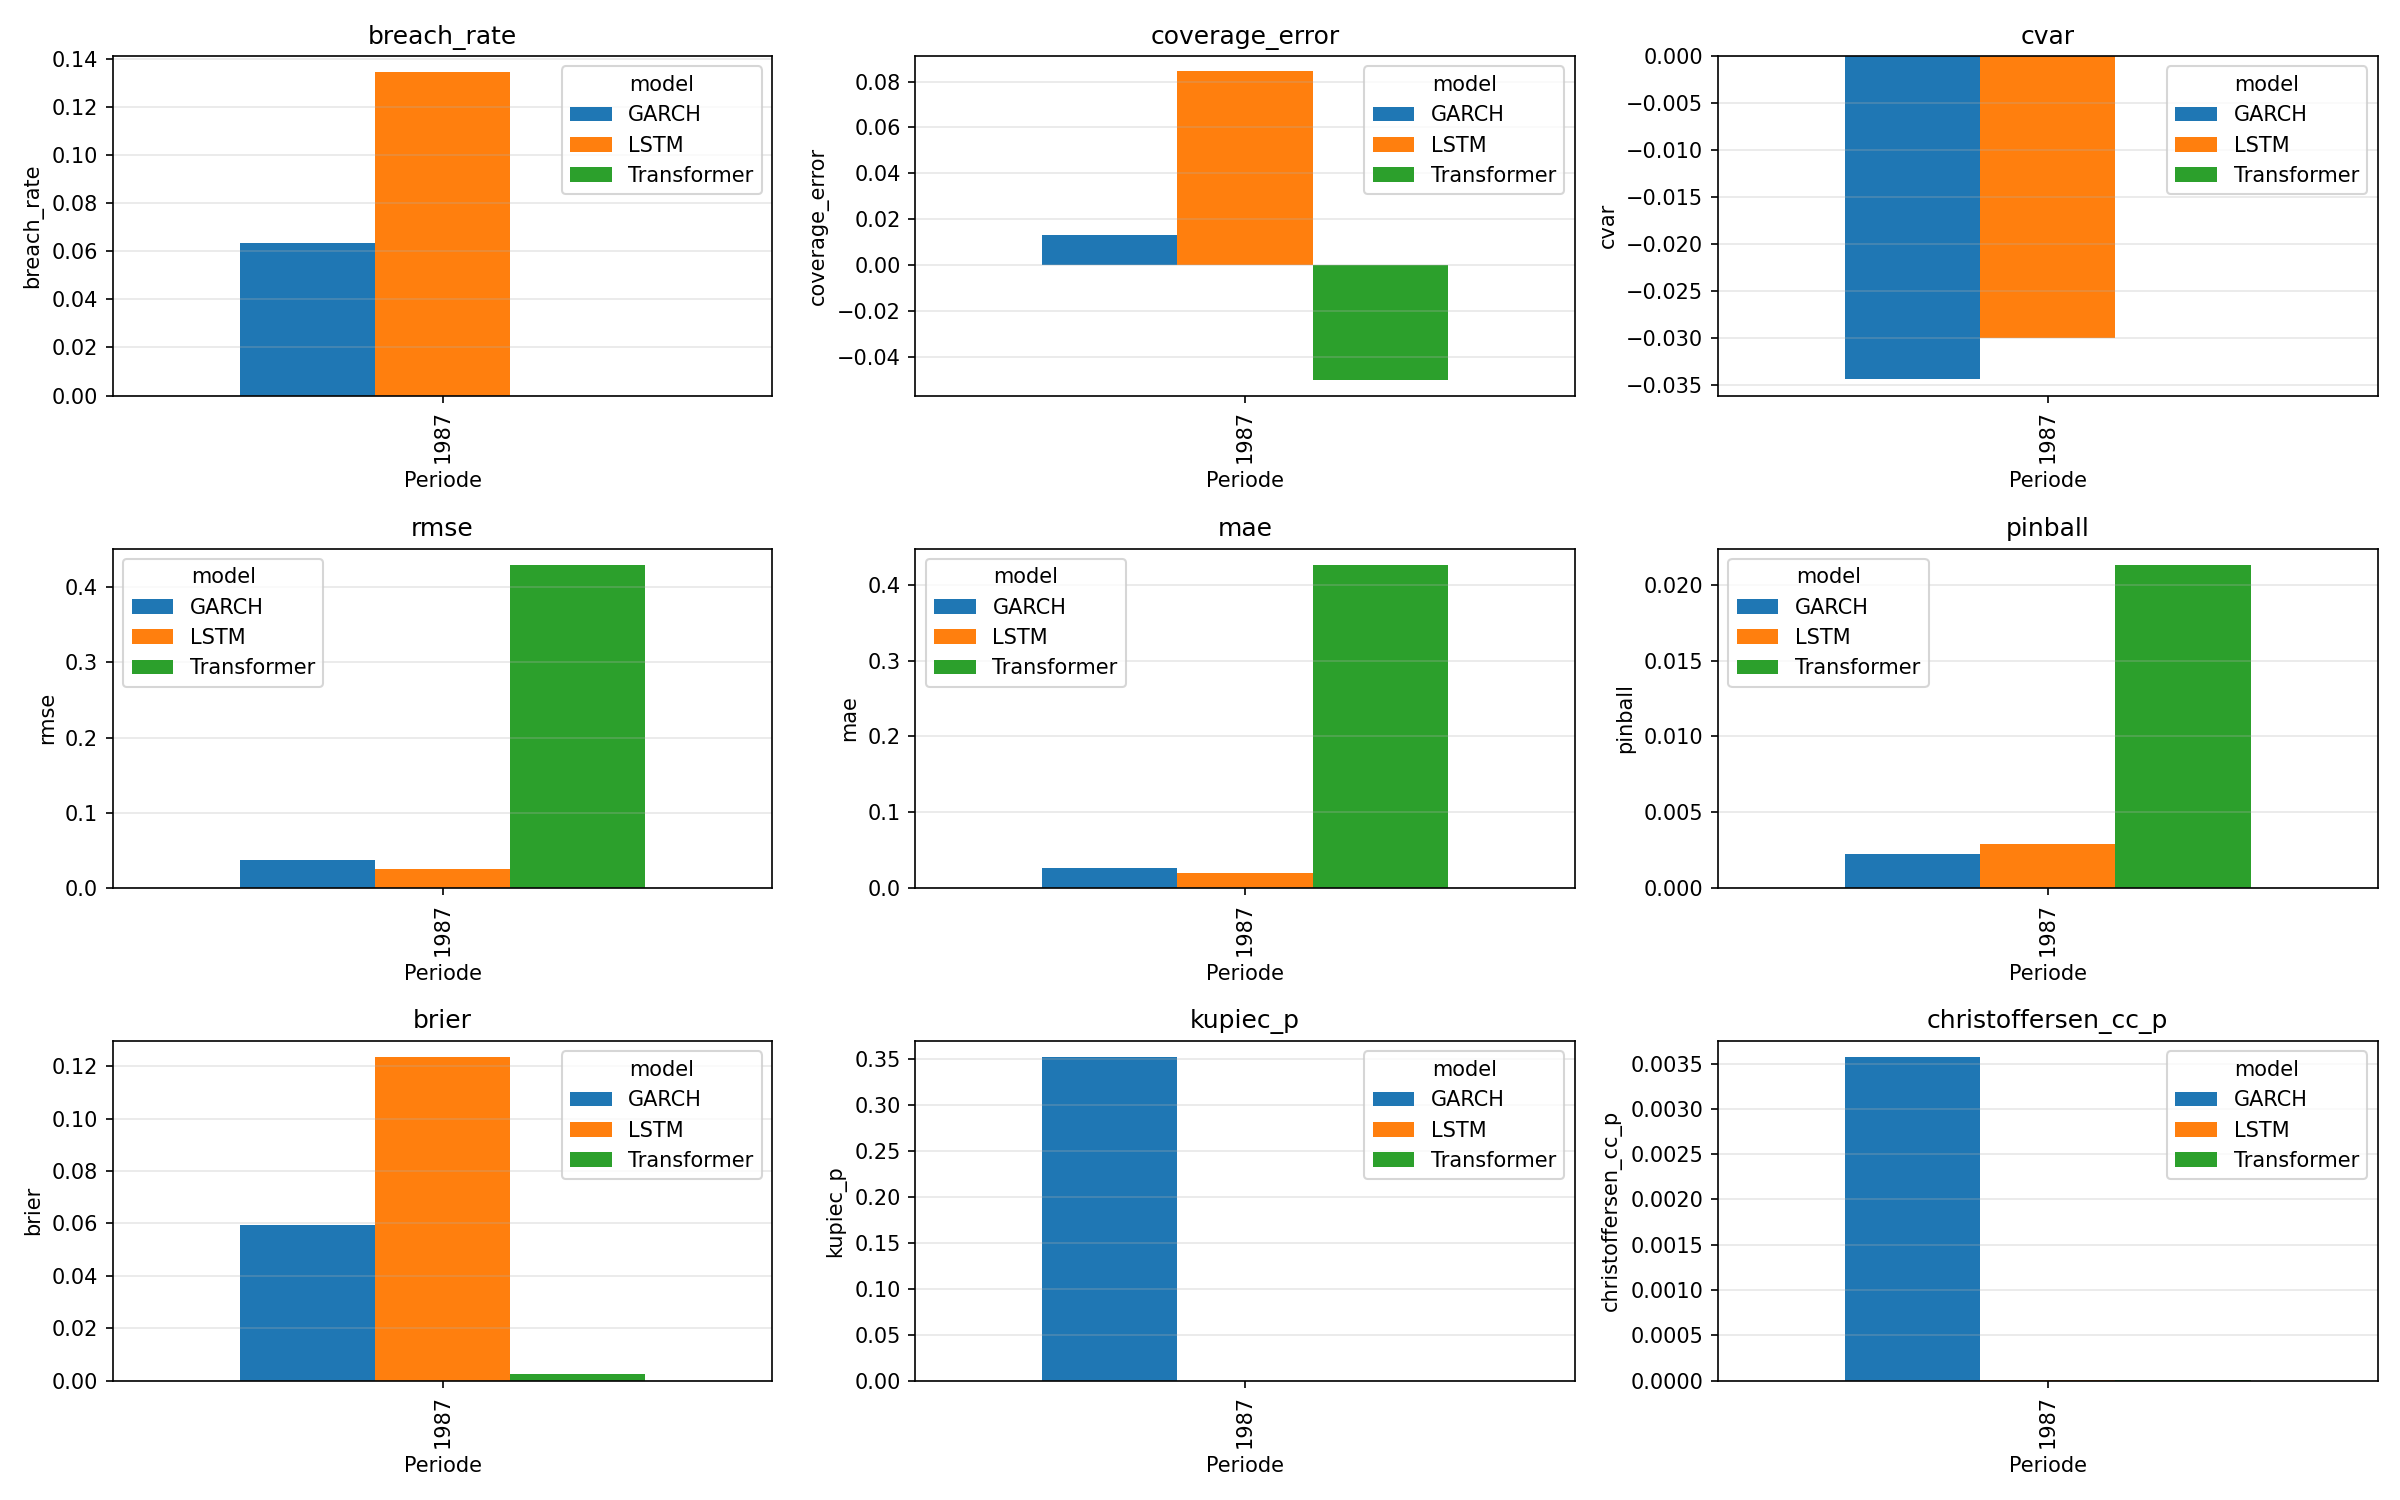 breach_rate
breach_rate
0.14
0.12
0.10
0.08
0.06
0.04
0.02
0.00
model
GARCH
LSTM
Transformer
1987
Periode
coverage_error
coverage_error
0.08
0.06
0.04
0.02
0.00
−0.02
−0.04
model
GARCH
LSTM
Transformer
1987
Periode
cvar
cvar
0.000
−0.005
−0.010
−0.015
−0.020
−0.025
−0.030
−0.035
model
GARCH
LSTM
Transformer
1987
Periode
rmse
rmse
0.4
0.3
0.2
0.1
0.0
model
GARCH
LSTM
Transformer
1987
Periode
mae
mae
0.4
0.3
0.2
0.1
0.0
model
GARCH
LSTM
Transformer
1987
Periode
pinball
pinball
0.020
0.015
0.010
0.005
0.000
model
GARCH
LSTM
Transformer
1987
Periode
brier
brier
0.12
0.10
0.08
0.06
0.04
0.02
0.00
model
GARCH
LSTM
Transformer
1987
Periode
kupiec_p
kupiec_p
0.35
0.30
0.25
0.20
0.15
0.10
0.05
0.00
model
GARCH
LSTM
Transformer
1987
Periode
christoffersen_cc_p
christoffersen_cc_p
0.0035
0.0030
0.0025
0.0020
0.0015
0.0010
0.0005
0.0000
model
GARCH
LSTM
Transformer
1987
Periode